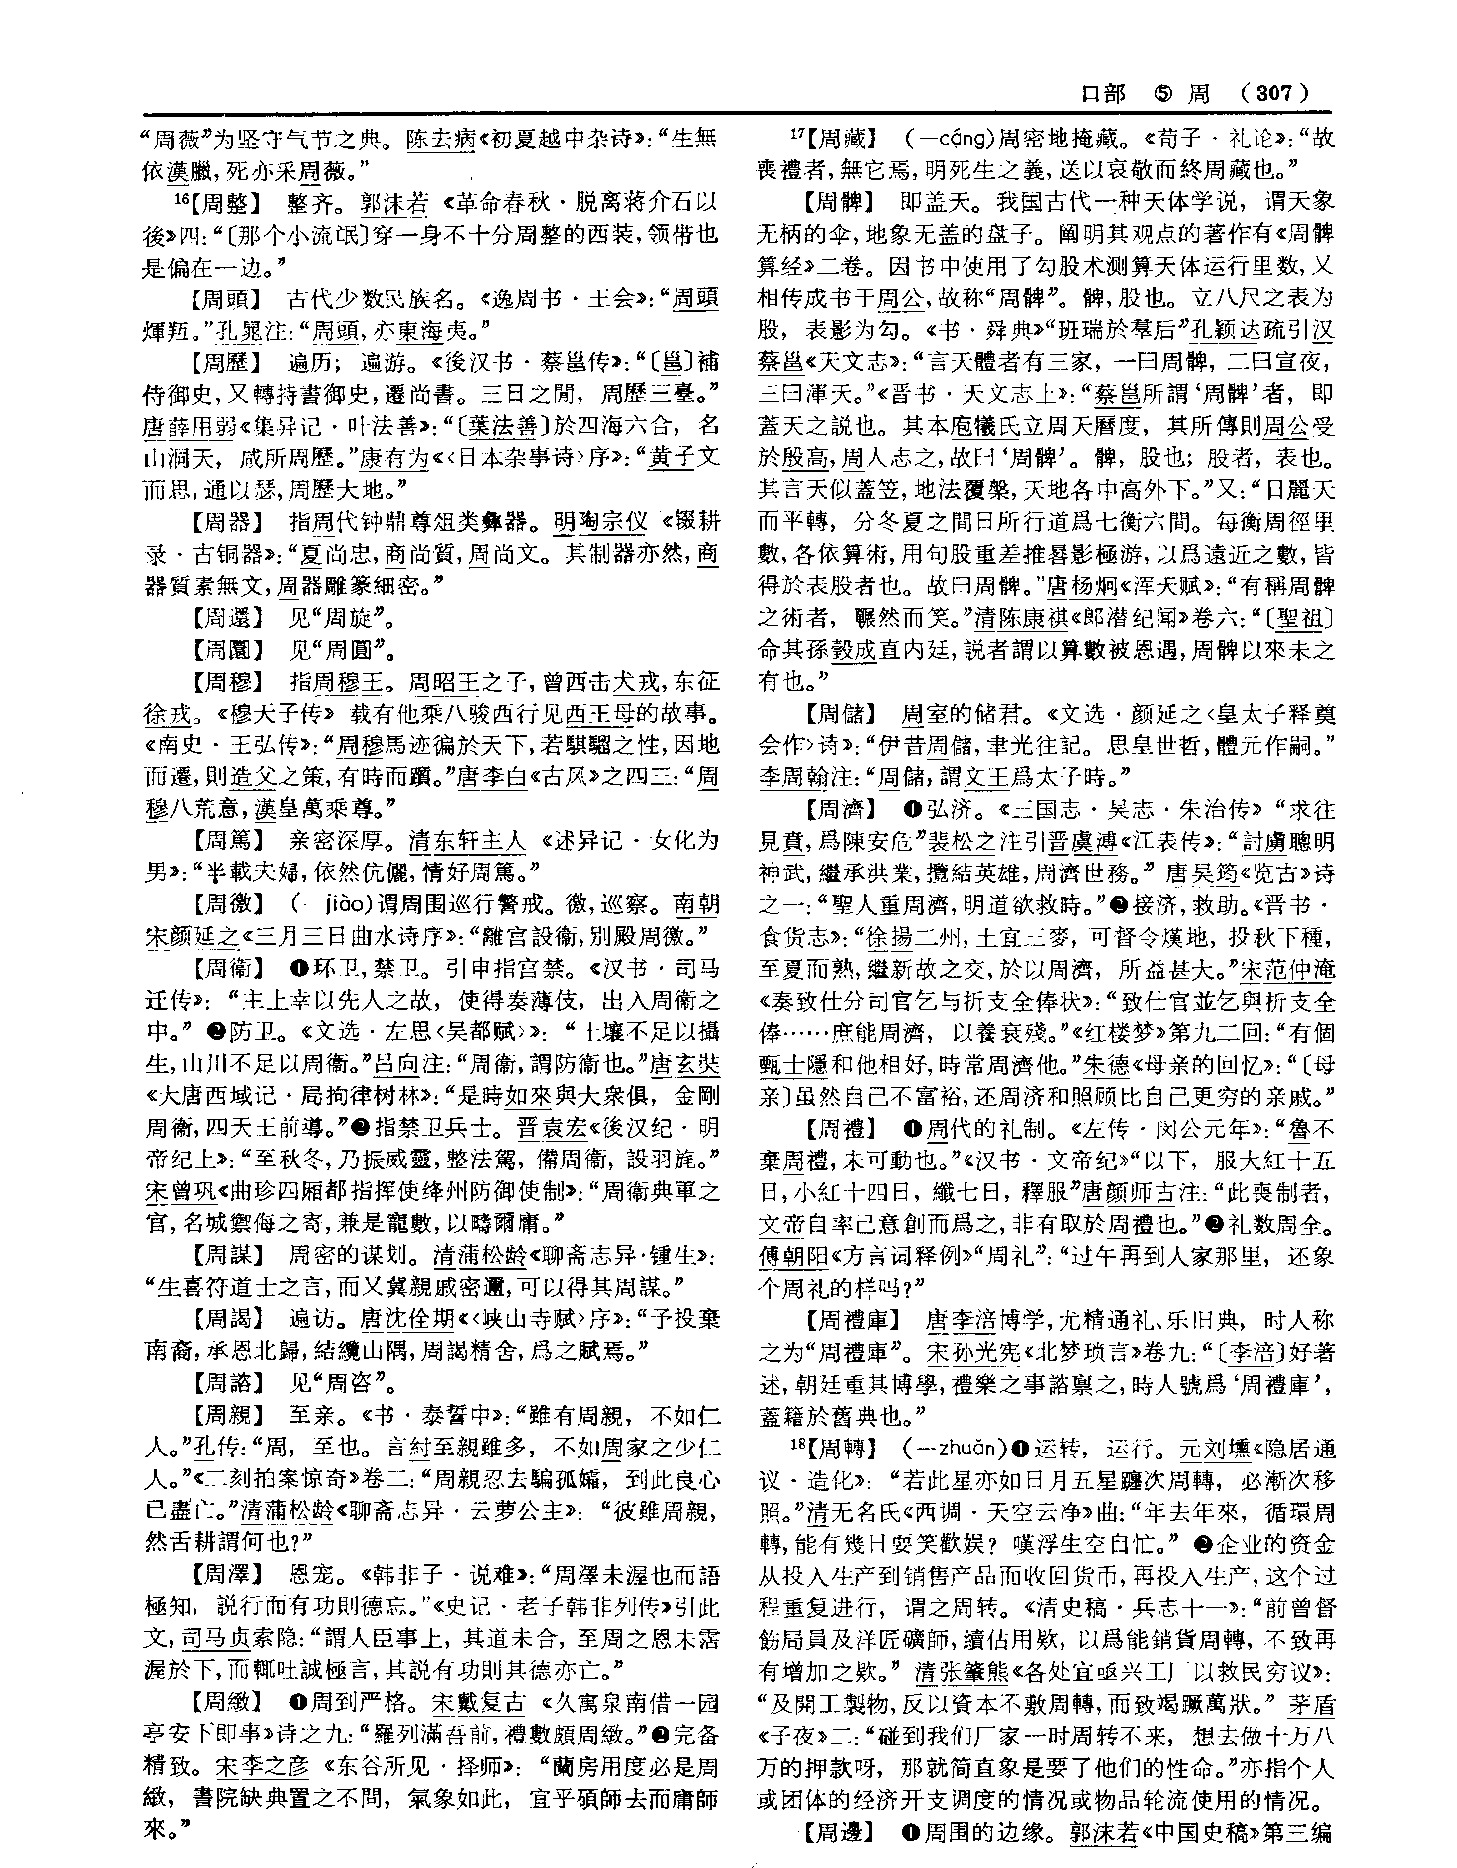 口部 ⑤ 周 （307）
“周薇”为坚守气节之典。陈去病《初夏越中杂诗》：“生無
依漢臘，死亦采周薇。”
16【周整】 整齐。郭沫若《革命春秋·脱离蒋介石以
後》四：“〔那个小流氓〕穿一身不十分周整的西装，领带也
是偏在一边。”
【周頭】 古代少数民族名。《逸周书·王会》：“周頭
煇羝。”孔晁注：“周頭，亦東海夷。”
【周歷】 遍历；遍游。《後汉书·蔡邕传》：“〔邕〕補
侍御史，又轉持書御史，遷尚書。三日之閒，周歷三臺。”
唐薛用弱《集异记·叶法善》：“〔葉法善〕於四海六合，名
山洞天，咸所周歷。”康有为《〈日本杂事诗〉序》：“黄子文
而思，通以瑟，周歷大地。”
【周器】 指周代钟鼎尊俎类彝器。明陶宗仪《辍耕
录·古铜器》：“夏尚忠，商尚質，周尚文。其制器亦然，商
器質素無文，周器雕篆細密。”
【周還】 见“周旋”。
【周圜】 见“周圓”。
【周穆】 指周穆王。周昭王之子，曾西击犬戎，东征
徐戎。《穆天子传》载有他乘八骏西行见西王母的故事。
《南史·王弘传》：“周穆馬迹徧於天下，若騏驑之性，因地
而遷，則造父之策，有時而躓。”唐李白《古风》之四三：“周
穆八荒意，漢皇萬乘尊。”
【周篤】 亲密深厚。清东轩主人《述异记·女化为
男》：“半載夫婦，依然伉儷，情好周篤。”
【周徼】 （－jiào）谓周围巡行警戒。徼，巡察。南朝
宋颜延之《三月三日曲水诗序》：“離宫設衞，别殿周徼。”
【周衞】 ❶环卫，禁卫。引申指宫禁。《汉书·司马
迁传》：“主上幸以先人之故，使得奏薄伎，出入周衞之
中。”❷防卫。《文选·左思〈吴都赋〉》：“土壤不足以攝
生，山川不足以周衞。”吕向注：“周衞，謂防衞也。”唐玄奘
《大唐西域记·局拘律树林》：“是時如來與大衆俱，金剛
周衞，四天王前導。”❸指禁卫兵士。晋袁宏《後汉纪·明
帝纪上》：“至秋冬，乃振威靈，整法駕，備周衞，設羽旄。”
宋曾巩《曲珍四厢都指挥使绛州防御使制》：“周衞典軍之
官，名城禦侮之寄，兼是寵數，以疇爾庸。”
【周謀】 周密的谋划。清蒲松龄《聊斋志异·锺生》：
“生喜符道士之言，而又冀親戚密邇，可以得其周謀。”
【周謁】 遍访。唐沈佺期《〈峡山寺赋〉序》：“予投棄
南裔，承恩北歸，結纜山隅，周謁精舍，爲之賦焉。”
【周諮】 见“周咨”。
【周親】 至亲。《书·泰誓中》：“雖有周親，不如仁
人。”孔传：“周，至也。言紂至親雖多，不如周家之少仁
人。”《二刻拍案惊奇》卷二：“周親忍去騙孤孀，到此良心
已盡亡。”清蒲松龄《聊斋志异·云萝公主》：“彼雖周親，
然舌耕謂何也？”
【周澤】 恩宠。《韩非子·说难》：“周澤未渥也而語
極知，説行而有功則德忘。”《史记·老子韩非列传》引此
文，司马贞索隐：“謂人臣事上，其道未合，至周之恩未霑
渥於下，而輒吐誠極言，其説有功則其德亦亡。”
【周緻】 ❶周到严格。宋戴复古《久寓泉南借一园
亭安下即事》诗之九：“羅列滿吾前，禮數頗周緻。”❷完备
精致。宋李之彦《东谷所见·择师》：“蘭房用度必是周
緻，書院缺典置之不問，氣象如此，宜乎碩師去而庸師
來。”
17【周藏】 （－cáng）周密地掩藏。《荀子·礼论》：“故
喪禮者，無它焉，明死生之義，送以哀敬而終周藏也。”
【周髀】 即盖天。我国古代一种天体学说，谓天象
无柄的伞，地象无盖的盘子。阐明其观点的著作有《周髀
算经》二卷。因书中使用了勾股术测算天体运行里数，又
相传成书于周公，故称“周髀”。髀，股也。立八尺之表为
股，表影为勾。《书·舜典》“班瑞於羣后”孔颖达疏引汉
蔡邕《天文志》：“言天體者有三家，一曰周髀，二曰宣夜，
三曰渾天。”《晋书·天文志上》：“蔡邕所謂‘周髀’者，即
蓋天之説也。其本庖犧氏立周天曆度，其所傳則周公受
於殷高，周人志之，故曰‘周髀’。髀，股也；股者，表也。
其言天似蓋笠，地法覆槃，天地各中高外下。”又：“日麗天
而平轉，分冬夏之間日所行道爲七衡六間。每衡周徑里
數，各依算術，用句股重差推晷影極游，以爲遠近之數，皆
得於表股者也。故曰周髀。”唐杨炯《浑天赋》：“有稱周髀
之術者，囅然而笑。”清陈康祺《郎潜纪闻》卷六：“〔聖祖〕
命其孫瑴成直内廷，説者謂以算數被恩遇，周髀以來未之
有也。”
【周儲】 周室的储君。《文选·颜延之〈皇太子释奠
会作〉诗》：“伊昔周儲，聿光往記。思皇世哲，體元作嗣。”
李周翰注：“周儲，謂文王爲太子時。”
【周濟】 ❶弘济。《三国志·吴志·朱治传》“求往
見賁，爲陳安危”裴松之注引晋虞溥《江表传》：“討虜聰明
神武，繼承洪業，攬結英雄，周濟世務。”唐吴筠《览古》诗
之一：“聖人重周濟，明道欲救時。”❷接济，救助。《晋书·
食货志》：“徐揚二州，土宜三麥，可督令熯地，投秋下種，
至夏而熟，繼新故之交，於以周濟，所益甚大。”宋范仲淹
《奏致仕分司官乞与折支全俸状》：“致仕官並乞與折支全
俸……庶能周濟，以養衰殘。”《红楼梦》第九二回：“有個
甄士隱和他相好，時常周濟他。”朱德《母亲的回忆》：“〔母
亲〕虽然自己不富裕，还周济和照顾比自己更穷的亲戚。”
【周禮】 ❶周代的礼制。《左传·闵公元年》：“魯不
棄周禮，未可動也。”《汉书·文帝纪》“以下，服大紅十五
日，小紅十四日，纖七日，釋服”唐颜师古注：“此喪制者，
文帝自率己意創而爲之，非有取於周禮也。”❷礼数周全。
傅朝阳《方言词释例》“周礼”：“过午再到人家那里，还象
个周礼的样吗？”
【周禮庫】 唐李涪博学，尤精通礼、乐旧典，时人称
之为“周禮庫”。宋孙光宪《北梦琐言》卷九：“〔李涪〕好著
述，朝廷重其博學，禮樂之事諮禀之，時人號爲‘周禮庫’，
蓋籍於舊典也。”
18【周轉】 （－zhuǎn）❶运转，运行。元刘壎《隐居通
议·造化》：“若此星亦如日月五星躔次周轉，必漸次移
照。”清无名氏《西调·天空云净》曲：“年去年來，循環周
轉，能有幾日耍笑歡娱？嘆浮生空白忙。”❷企业的资金
从投入生产到销售产品而收回货币，再投入生产，这个过
程重复进行，谓之周转。《清史稿·兵志十一》：“前曾督
飭局員及洋匠礦師，續估用欵，以爲能銷貨周轉，不致再
有增加之欵。”清张肇熊《各处宜亟兴工厂以救民穷议》：
“及開工製物，反以資本不敷周轉，而致竭蹶萬狀。”茅盾
《子夜》二：“碰到我们厂家一时周转不来，想去做十万八
万的押款呀，那就简直象是要了他们的性命。”亦指个人
或团体的经济开支调度的情况或物品轮流使用的情况。
【周邊】 ❶周围的边缘。郭沫若《中国史稿》第三编